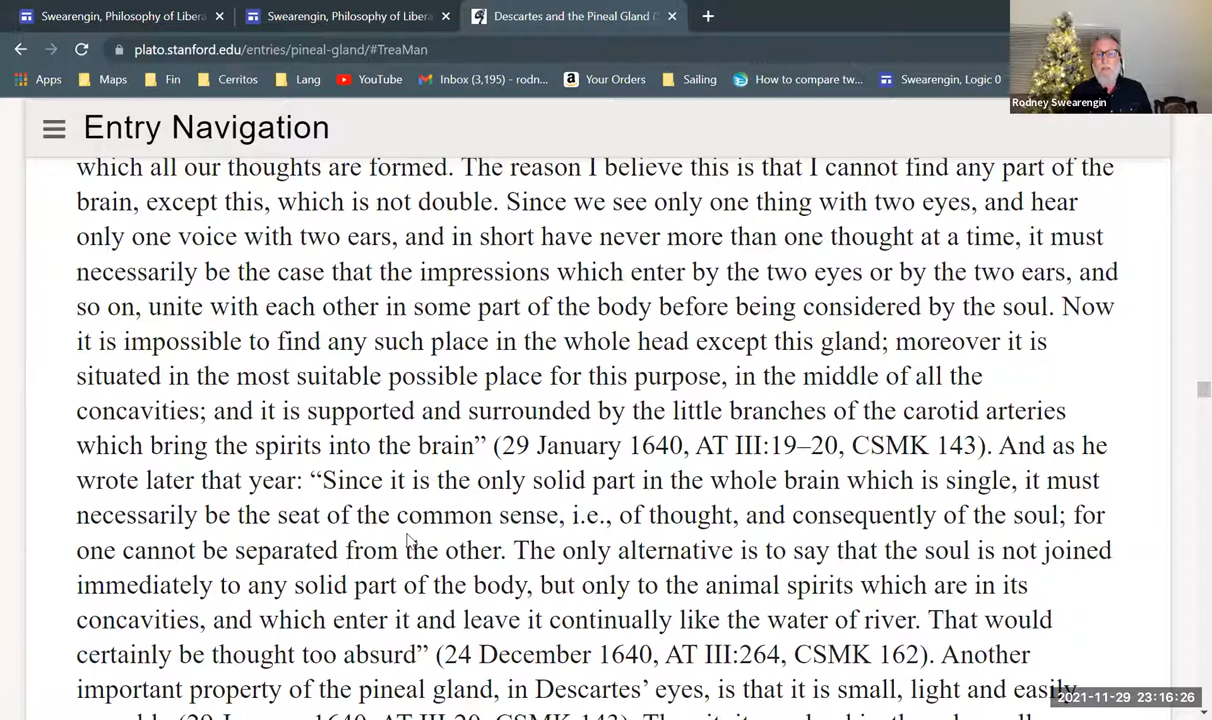 Swearengin, Philosophy of Libera
Swearengin, Philosophy of Libera
Descartes and the Pineal Gland (
plato.stanford.edu/entries/pineal-gland/#TreaMan
Apps Maps Fin Cerritos Lang YouTube Inbox (3,195) - rodn... Your Orders Sailing How to compare tw... Swearengin, Logic 0
Rodney Swearengin
Entry Navigation
which all our thoughts are formed. The reason I believe this is that I cannot find any part of the
brain, except this, which is not double. Since we see only one thing with two eyes, and hear
only one voice with two ears, and in short have never more than one thought at a time, it must
necessarily be the case that the impressions which enter by the two eyes or by the two ears, and
so on, unite with each other in some part of the body before being considered by the soul. Now
it is impossible to find any such place in the whole head except this gland; moreover it is
situated in the most suitable possible place for this purpose, in the middle of all the
concavities; and it is supported and surrounded by the little branches of the carotid arteries
which bring the spirits into the brain” (29 January 1640, AT III:19–20, CSMK 143). And as he
wrote later that year: “Since it is the only solid part in the whole brain which is single, it must
necessarily be the seat of the common sense, i.e., of thought, and consequently of the soul; for
one cannot be separated from the other. The only alternative is to say that the soul is not joined
immediately to any solid part of the body, but only to the animal spirits which are in its
concavities, and which enter it and leave it continually like the water of river. That would
certainly be thought too absurd” (24 December 1640, AT III:264, CSMK 162). Another
important property of the pineal gland, in Descartes’ eyes, is that it is small, light and easily
2021-11-29 23:16:26
(29 January 1640, AT III:20, CSMK 143).